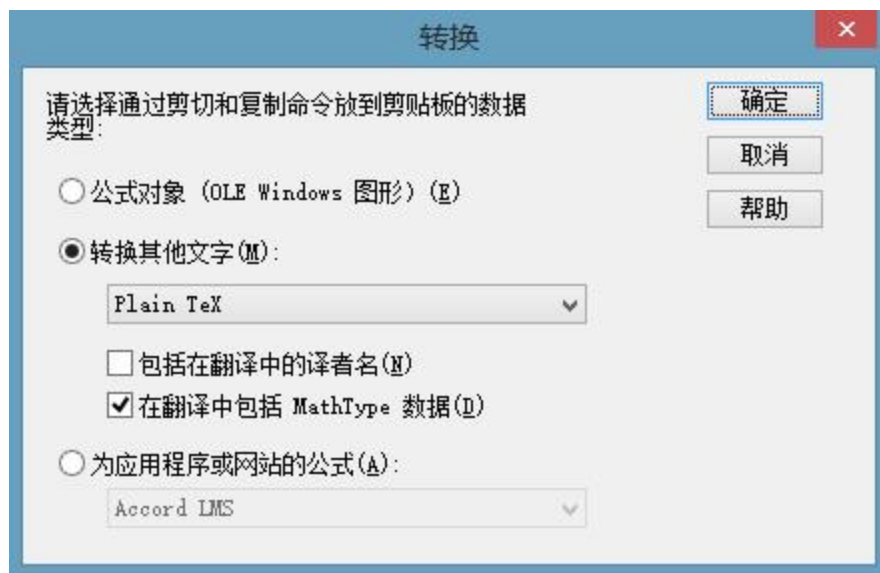 转换
请选择通过剪切和复制命令放到剪贴板的数据
类型:
确定
取消
帮助
公式对象 (OLE Windows 图形) (E)
转换其他文字(M):
Plain TeX
包括在翻译中的译者名(N)
在翻译中包括 MathType 数据(D)
为应用程序或网站的公式(A):
Accord LMS